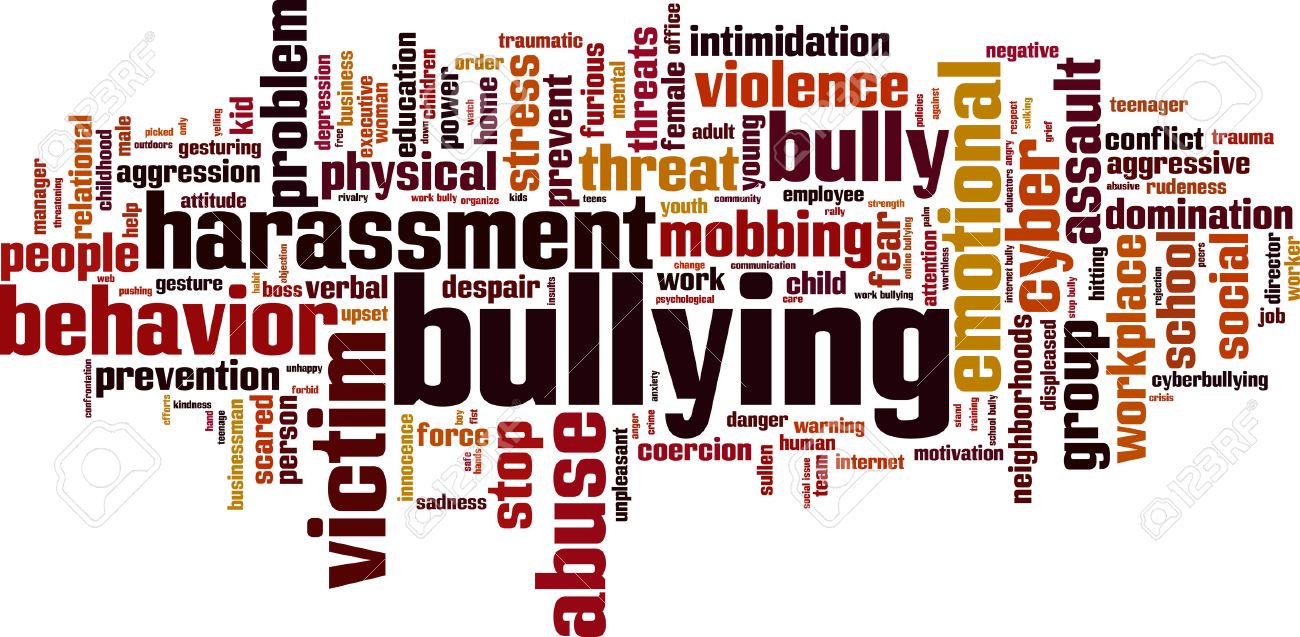 problem
education
business
executive
woman
depression
free
down
children
power
order
watch
home
traumatic
stress
prevent
furious
mental
threats
office
female
intimidation
violence
adult
young
policies
against
emotional
respect
sulking
grief
negative
assault
teenager
conflict
trauma
aggressive
abusive
rudeness
domination
kid
yelling
only
picked
outdoors
male
gesturing
aggression
attitude
help
childhood
relational
threatening
manager
physical
rivalry
work bully
organize
kids
teens
threat
youth
community
bully
employee
rally
strength
palm
educators
angry
cyber
people
web
pushing
gesture
harassment
mobbing
change
communication
fear
online bullying
attention
worthless
internet bully
stop bully
hitting
workplace
rejection
school
peers
social
director
job
worker
behavior
habit
objection
boss
verbal
upset
despair
insults
work
psychological
child
care
work bullying
bullying
neighborhoods
displeased
group
cyberbullying
crisis
prevention
unhappy
forbid
confrontation
efforts
kindness
hand
teenage
businessman
scared
person
victim
innocence
force
boy
fist
safe
hands
sadness
stop
abuse
unpleasant
anger
crime
anxiety
coercion
danger
warning
human
sullen
social issue
team
internet
motivation
stand
training
school bully
123RF